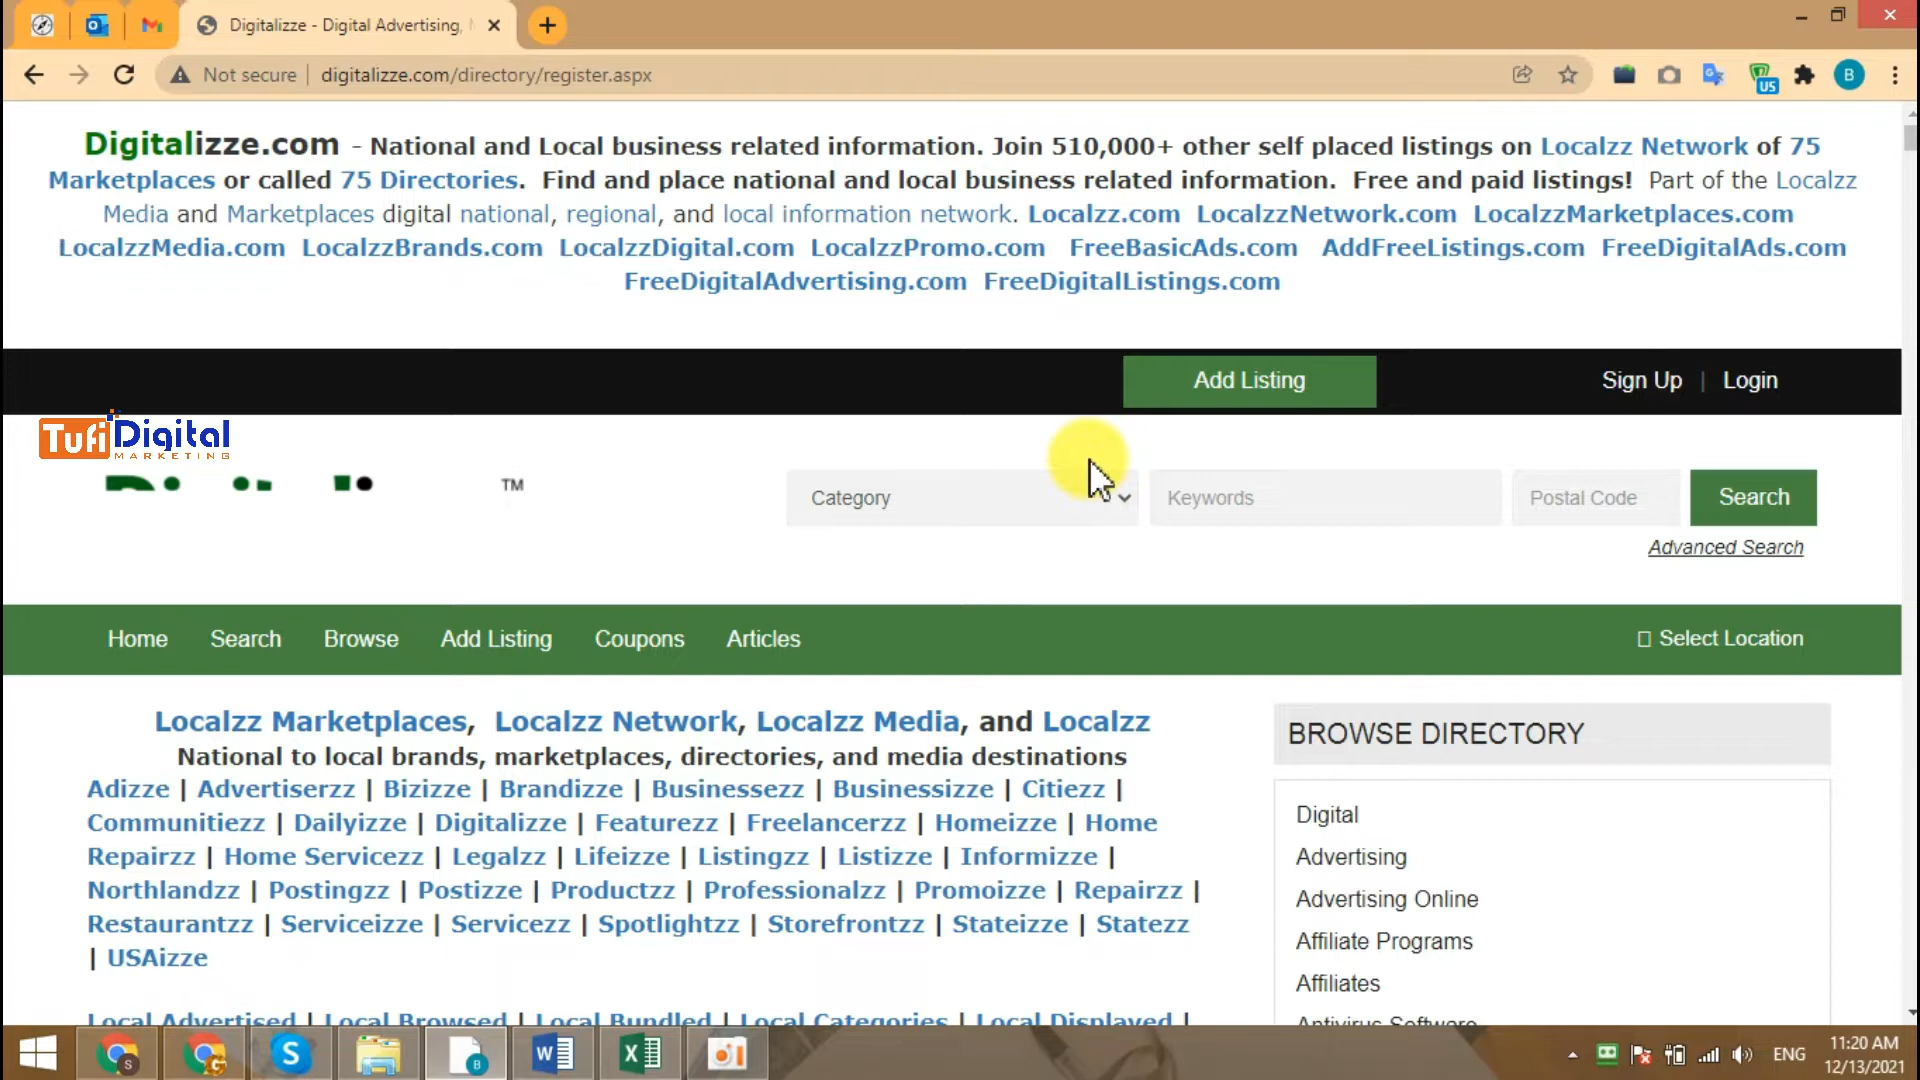 Digitalizze - Digital Advertising,
Not secure
digitalizze.com/directory/register.aspx
US
B
Digitalizze.com - National and Local business related information. Join 510,000+ other self placed listings on Localzz Network of 75
Marketplaces or called 75 Directories. Find and place national and local business related information. Free and paid listings! Part of the Localzz
Media and Marketplaces digital national, regional, and local information network. Localzz.com LocalzzNetwork.com LocalzzMarketplaces.com
LocalzzMedia.com LocalzzBrands.com LocalzzDigital.com LocalzzPromo.com FreeBasicAds.com AddFreeListings.com FreeDigitalAds.com
FreeDigitalAdvertising.com FreeDigitalListings.com
Add Listing
Sign Up | Login
Tufi Digital
MARKETING
TM
Category
Keywords
Postal Code
Search
Advanced Search
Home
Search
Browse
Add Listing
Coupons
Articles
Select Location
Localzz Marketplaces, Localzz Network, Localzz Media, and Localzz
National to local brands, marketplaces, directories, and media destinations
Adizze | Advertiserzz | Bizizze | Brandizze | Businessezz | Businessizze | Citiezz |
Communitiezz | Dailyizze | Digitalizze | Featurezz | Freelancerzz | Homeizze | Home
Repairzz | Home Servicezz | Legalzz | Lifeizze | Listingzz | Listizze | Informizze |
Northlandzz | Postingzz | Postizze | Productzz | Professionalzz | Promoizze | Repairzz |
Restaurantzz | Serviceizze | Servicezz | Spotlightzz | Storefrontzz | Stateizze | Statezz
| USAizze
Local Advertised | Local Browsed | Local Bundled | Local Categories | Local Displayed |
BROWSE DIRECTORY
Digital
Advertising
Advertising Online
Affiliate Programs
Affiliates
Antivirus Software
ENG
11:20 AM
12/13/2021